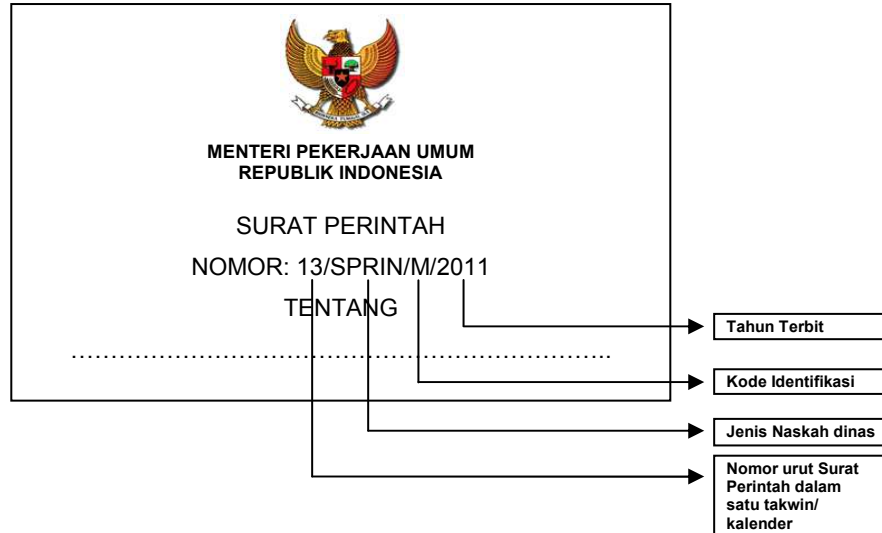 MENTERI PEKERJAAN UMUM
REPUBLIK INDONESIA
SURAT PERINTAH
NOMOR: 13/SPRIN/M/2011
TENTANG
……………………………………………………………..
Tahun Terbit
Kode Identifikasi
Jenis Naskah dinas
Nomor urut Surat
Perintah dalam
satu takwin/
kalender